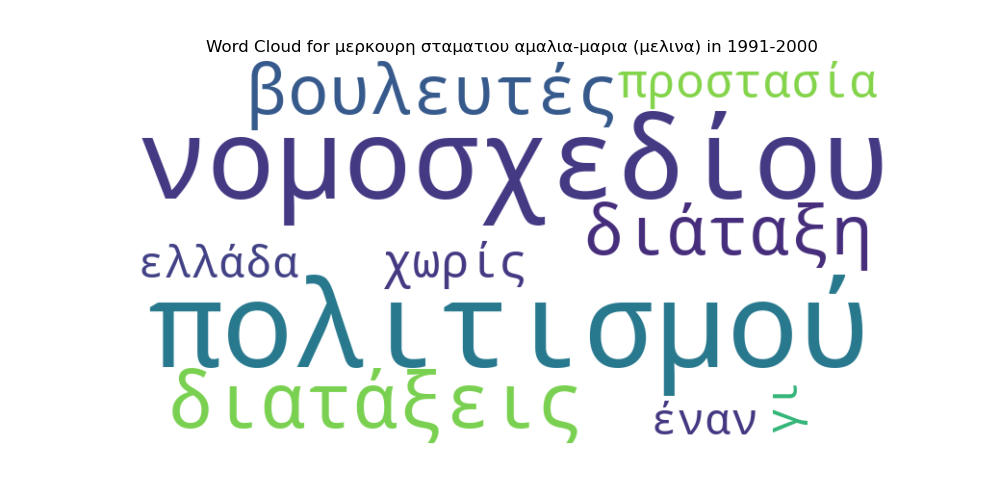 Word Cloud for μερκουρη σταματιου αμαλια-μαρια (μελινα) in 1991-2000
βουλευτές προστασία
νομοσχεδίου
διάταξη
ελλάδα χωρίς
πολιτισμού
διατάξεις
έναν γι